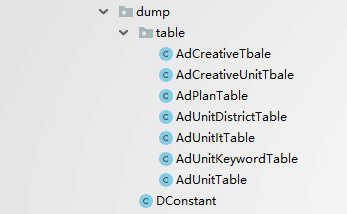 dump
table
AdCreativeTbale
AdCreativeUnitTbale
AdPlanTable
AdUnitDistrictTable
AdUnitItTable
AdUnitKeywordTable
AdUnitTable
DConstant